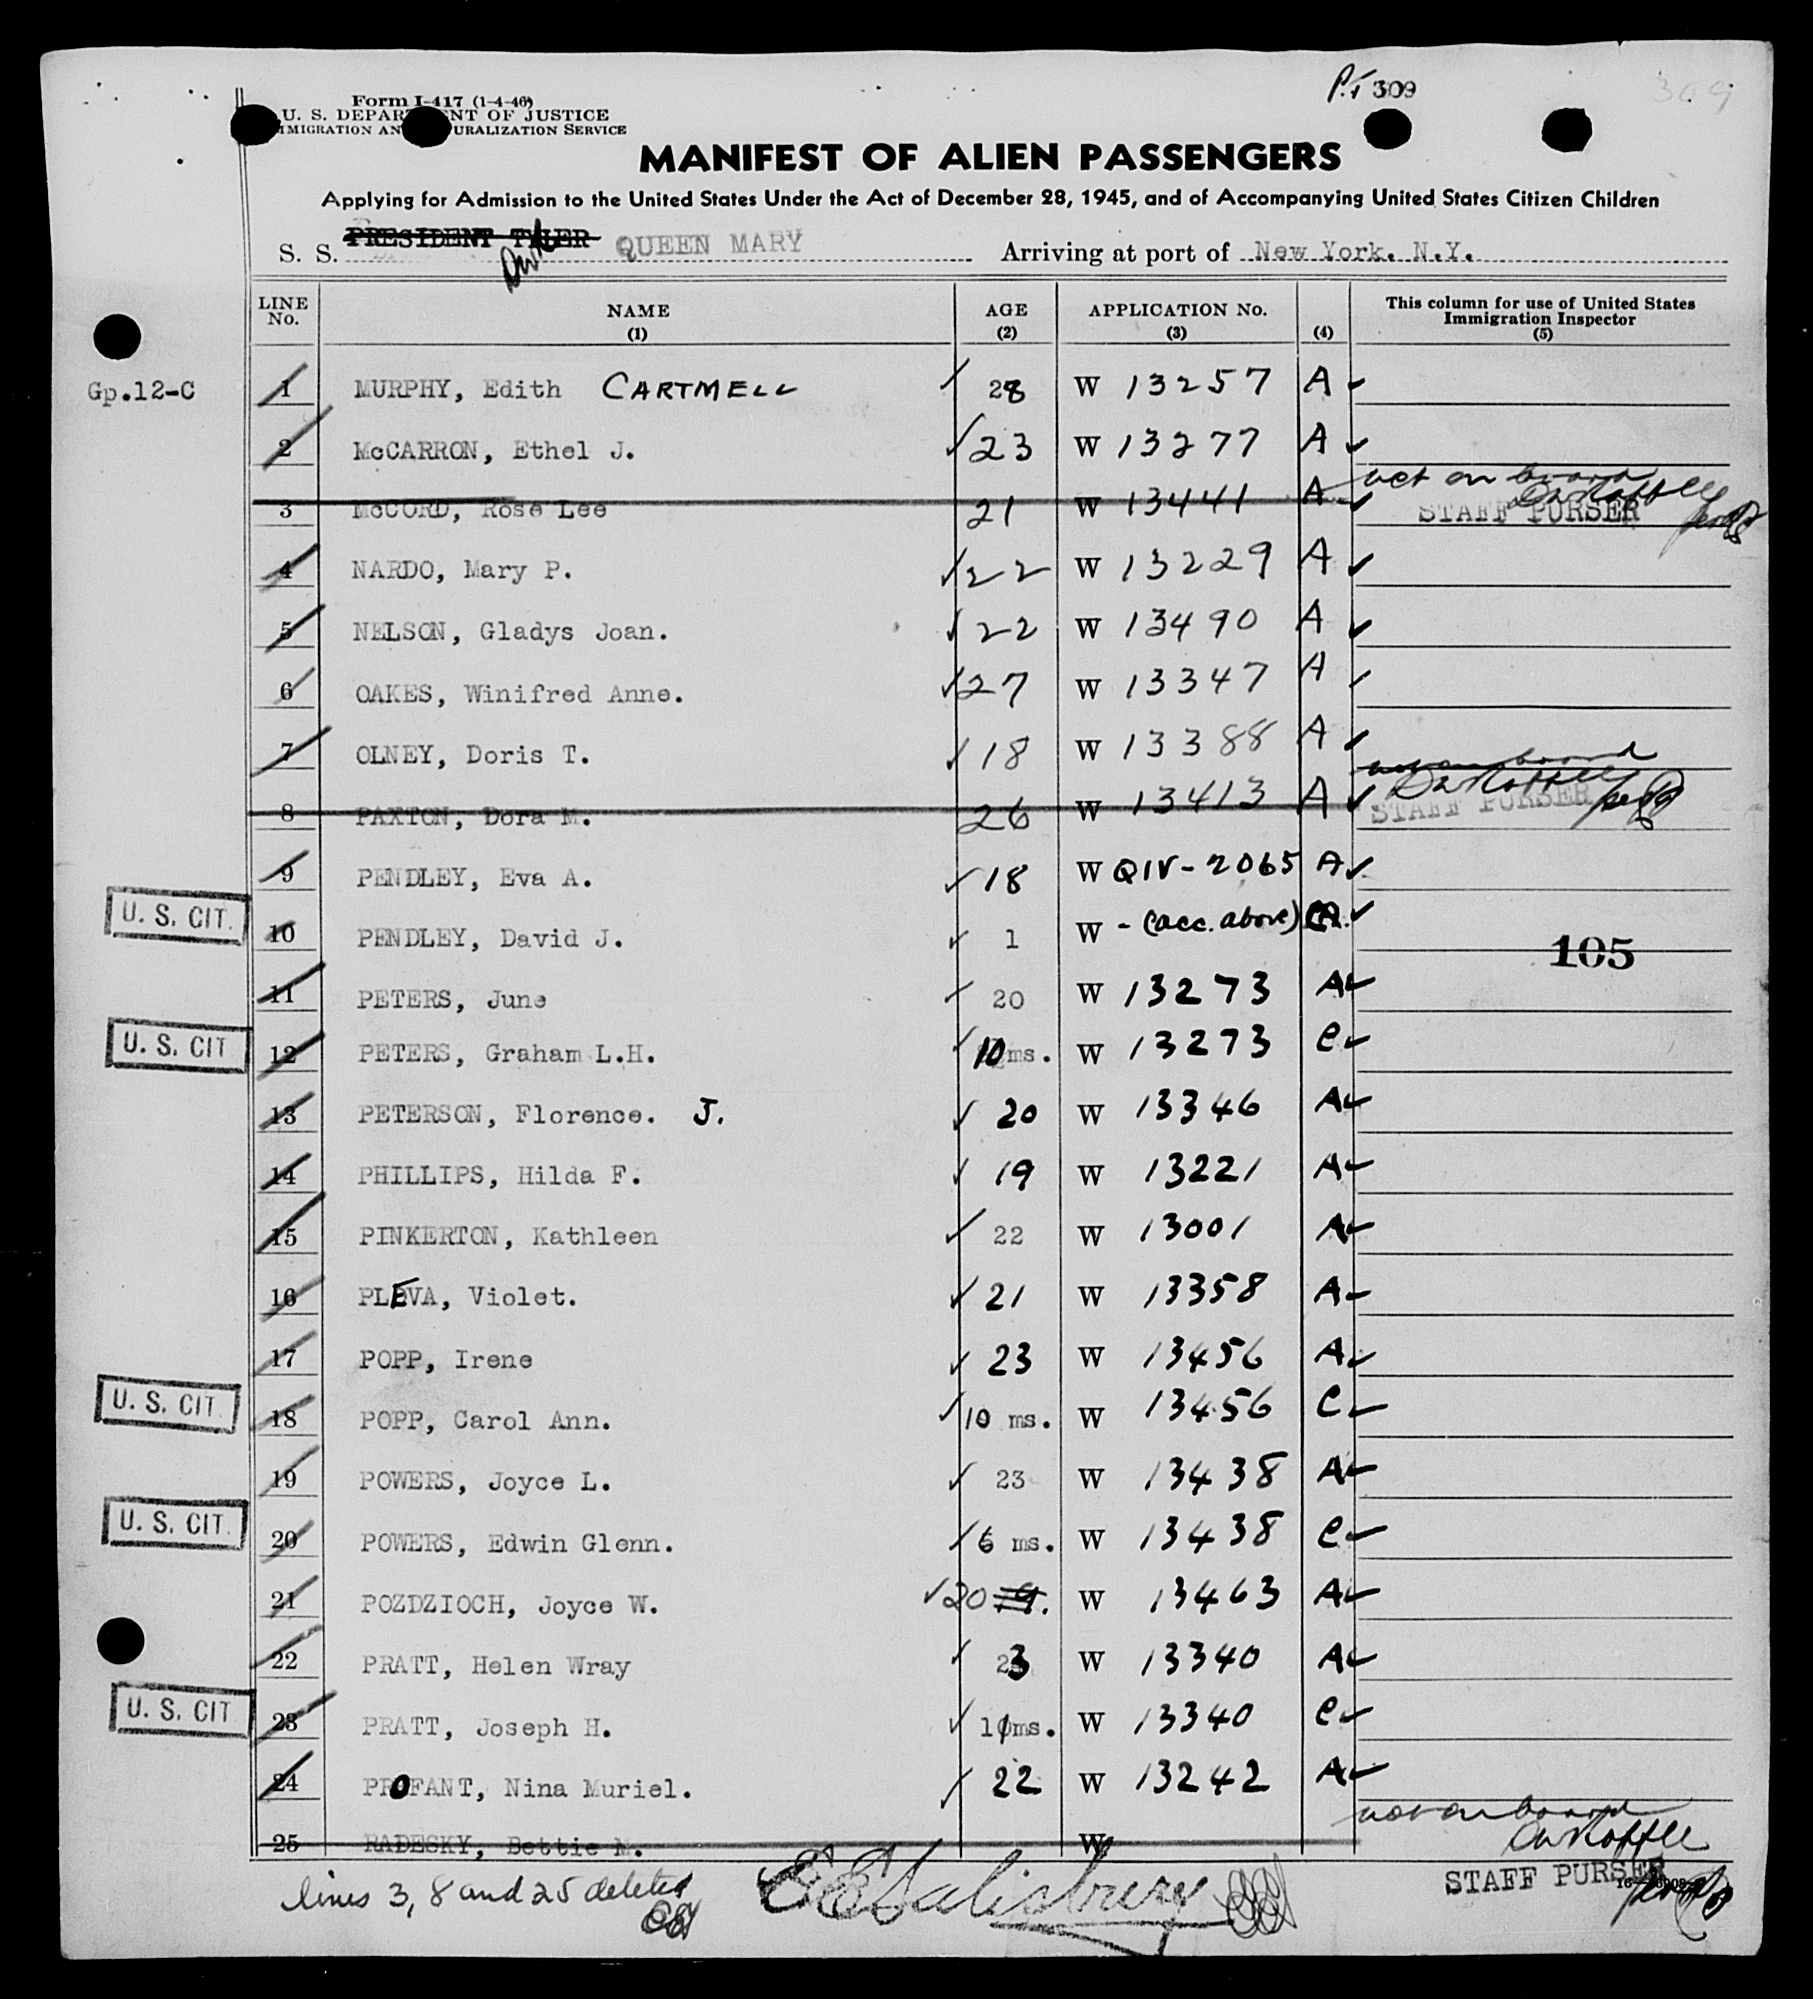 P. 309
309
Form I-417 (1-4-46)
U. S. DEPARTMENT OF JUSTICE
IMMIGRATION AND NATURALIZATION SERVICE
MANIFEST OF ALIEN PASSENGERS
Applying for Admission to the United States Under the Act of December 28, 1945, and of Accompanying United States Citizen Children
S. S. PRESIDENT TYLER QUEEN MARY Arriving at port of New York, N.Y.
LINE No. NAME (1) AGE (2) APPLICATION No. (3) (4) This column for use of United States Immigration Inspector (5)
Gp.12-C 1 MURPHY, Edith CARTMELL ✓ 28 W 13257 A ✓
2 McCARRON, Ethel J. ✓ 23 W 13277 A ✓
3 McCORD, Rose Lee 21 W 13441 A ✓ not on board STAFF PURSER
4 NARDO, Mary P. ✓ 22 W 13229 A ✓
5 NELSON, Gladys Joan. ✓ 22 W 13490 A ✓
6 OAKES, Winifred Anne. ✓ 27 W 13347 A ✓
7 OLNEY, Doris T. ✓ 18 W 13388 A ✓
8 PAXTON, Dora M. 26 W 13413 A ✓ not on board STAFF PURSER
9 PENDLEY, Eva A. ✓ 18 W QIV-2065 A ✓
U. S. CIT. 10 PENDLEY, David J. ✓ 1 W - (acc. above) ✓
105
11 PETERS, June ✓ 20 W 13273 A ✓
U. S. CIT 12 PETERS, Graham L.H. ✓ 10 ms. W 13273 C ✓
13 PETERSON, Florence. J. ✓ 20 W 13346 A ✓
14 PHILLIPS, Hilda F. ✓ 19 W 13221 A ✓
15 PINKERTON, Kathleen ✓ 22 W 13001 A ✓
16 PLEVA, Violet. ✓ 21 W 13358 A ✓
17 POPP, Irene ✓ 23 W 13456 A ✓
U. S. CIT. 18 POPP, Carol Ann. ✓ 10 ms. W 13456 C ✓
19 POWERS, Joyce L. ✓ 23 W 13438 A ✓
U. S. CIT. 20 POWERS, Edwin Glenn. ✓ 6 ms. W 13438 C ✓
21 POZDZIOCH, Joyce W. ✓ 20 W 13463 A ✓
22 PRATT, Helen Wray ✓ 23 W 13340 A ✓
U. S. CIT 23 PRATT, Joseph H. ✓ 10 ms. W 13340 C ✓
24 PROFANT, Nina Muriel. ✓ 22 W 13242 A ✓
25 RADESKY, Bettie M. W not on board
lines 3, 8 and 25 deleted E E Salisbury STAFF PURSER